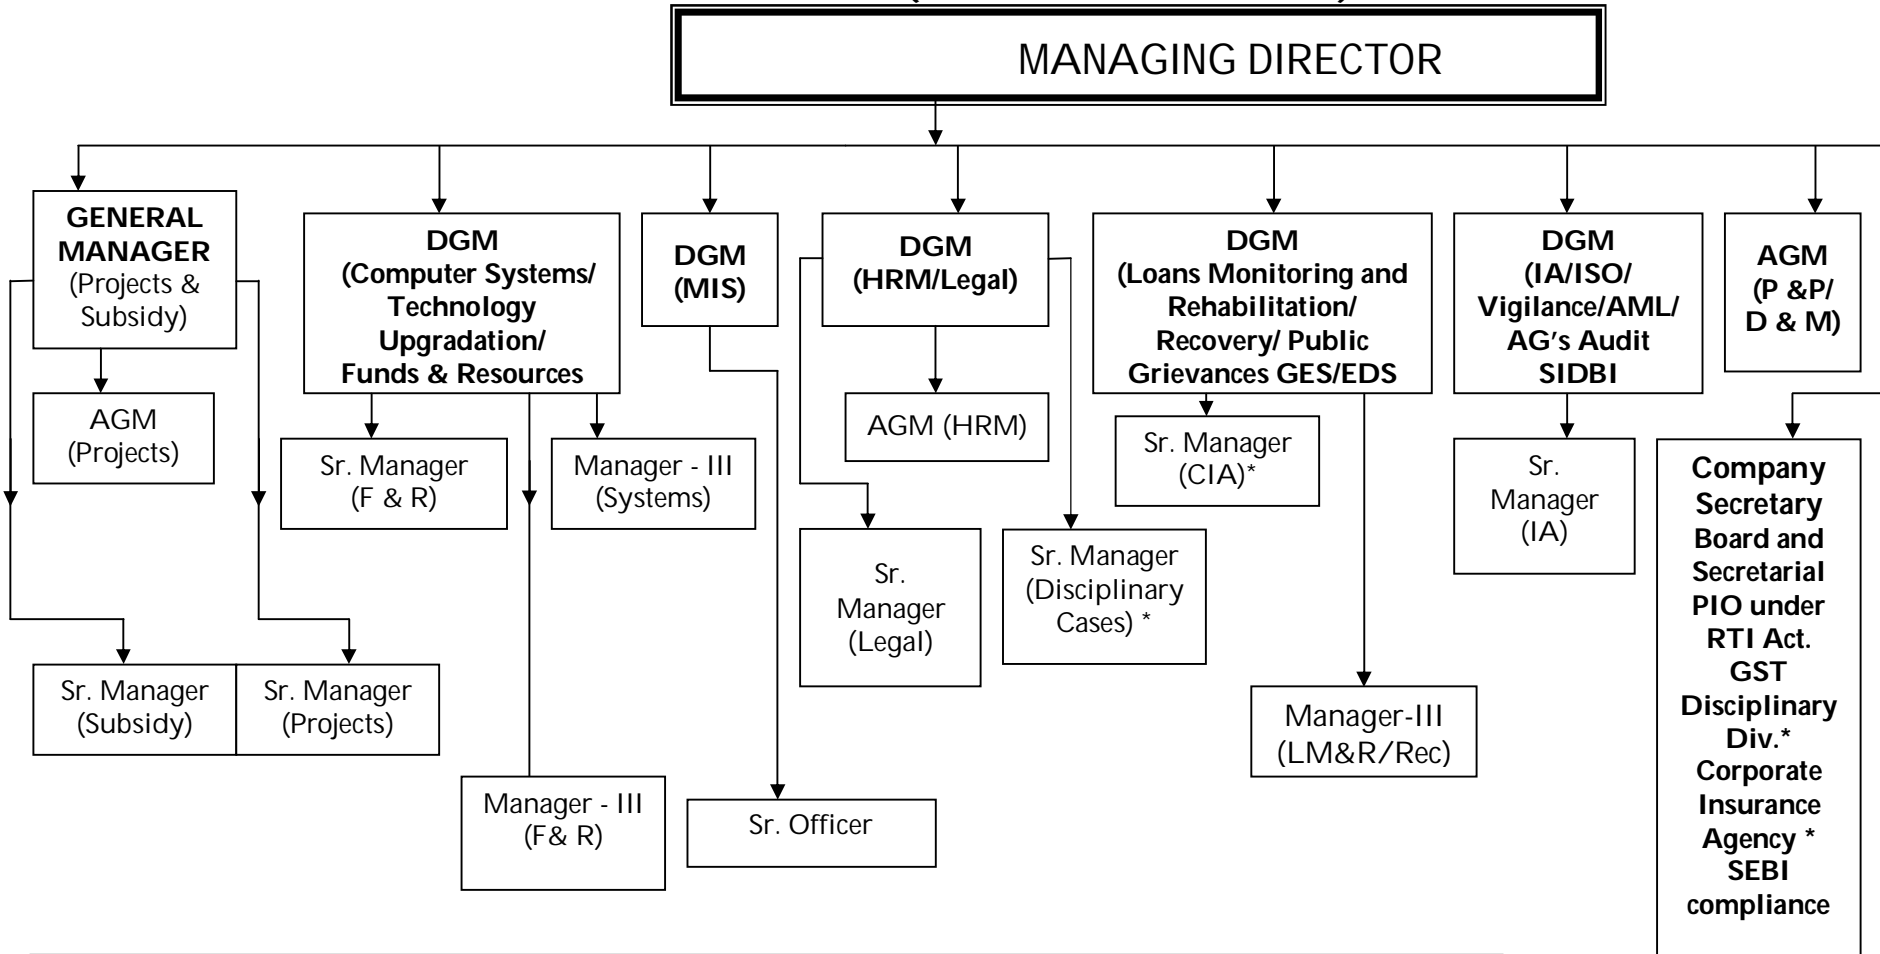 MANAGING DIRECTOR
GENERAL
MANAGER
(Projects &
Subsidy)
DGM
(Computer Systems/
Technology
Upgradation/
Funds & Resources
DGM
(MIS)
DGM
(HRM/Legal)
DGM
(Loans Monitoring and
Rehabilitation/
Recovery/ Public
Grievances GES/EDS
DGM
(IA/ISO/
Vigilance/AML/
AG's Audit
SIDBI
AGM
(P &P/
D & M)
AGM
(Projects)
Sr. Manager
(F & R)
Manager - III
(Systems)
AGM (HRM)
Sr. Manager
(CIA)*
Sr.
Manager
(IA)
Company
Secretary
Board and
Secretarial
PIO under
RTI Act.
GST
Disciplinary
Div.*
Corporate
Insurance
Agency *
SEBI
compliance
Sr.
Manager
(Legal)
Sr. Manager
(Disciplinary
Cases) *
Sr. Manager
(Subsidy)
Sr. Manager
(Projects)
Manager-III
(LM&R/Rec)
Manager - III
(F& R)
Sr. Officer